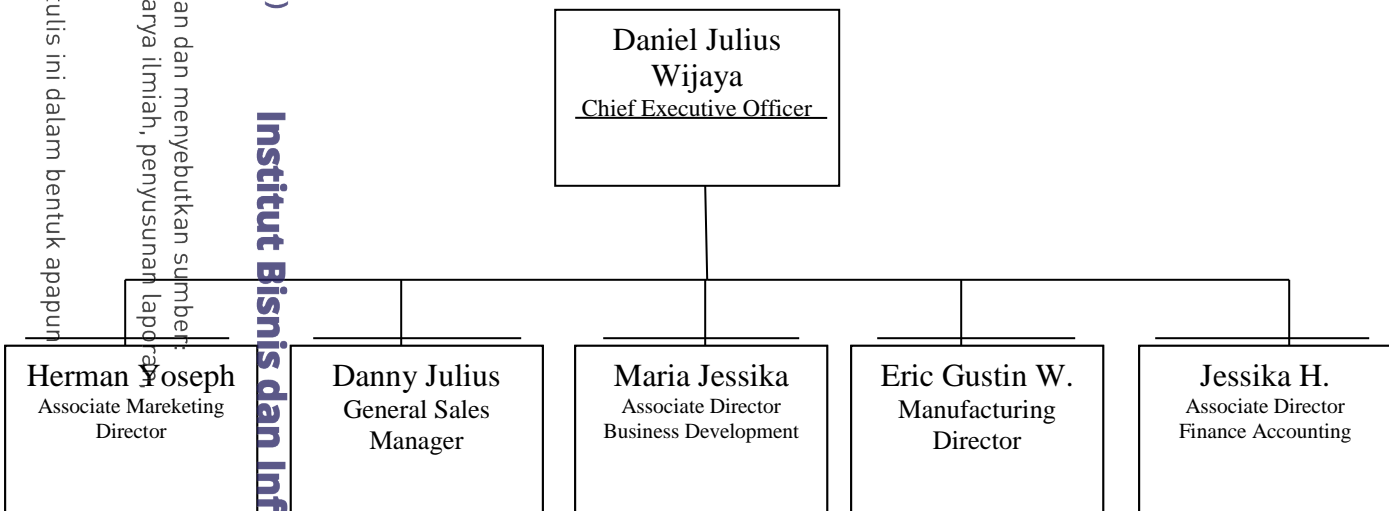 Daniel Julius
Wijaya
Chief Executive Officer
Herman Yoseph
Associate Mareketing
Director
Danny Julius
General Sales
Manager
Maria Jessika
Associate Director
Business Development
Eric Gustin W.
Manufacturing
Director
Jessika H.
Associate Director
Finance Accounting
)
Institut Bisnis dan Inf
an dan menyebutkan sumber:
arya ilmiah, penyusunan laporan
tulis ini dalam bentuk apapun